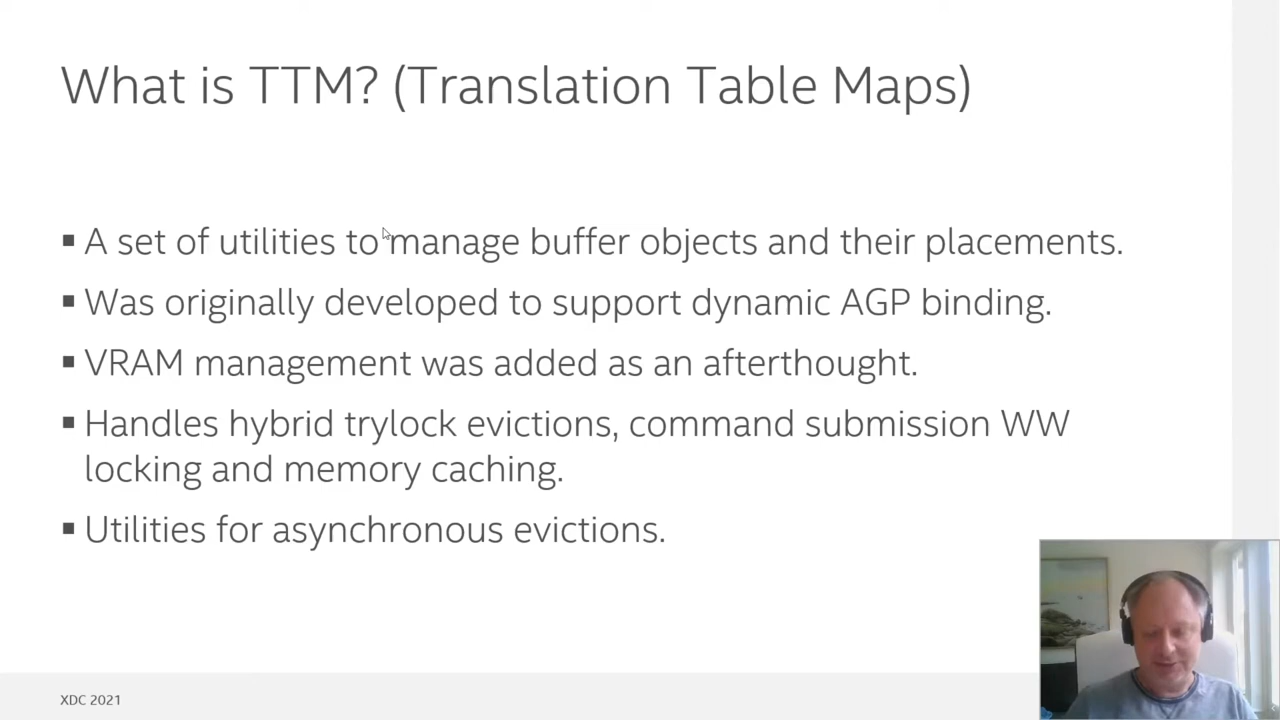 What is TTM? (Translation Table Maps)
▪ A set of utilities to manage buffer objects and their placements.
▪ Was originally developed to support dynamic AGP binding.
▪ VRAM management was added as an afterthought.
▪ Handles hybrid trylock evictions, command submission WW
locking and memory caching.
▪ Utilities for asynchronous evictions.
XDC 2021